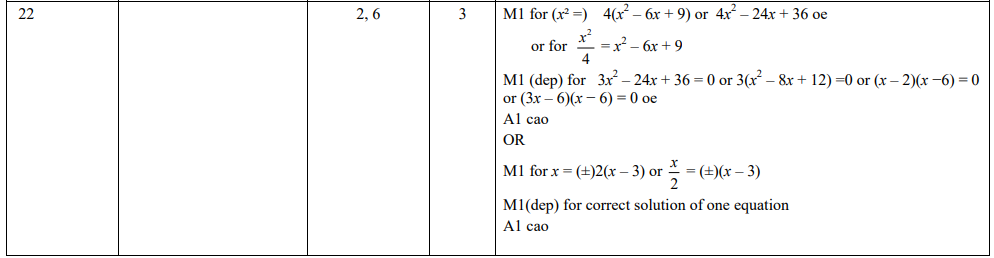 22 2, 6 3 M1 for (x² =) 4(x² – 6x + 9) or 4x² – 24x + 36 oe
or for x²/4 = x² – 6x + 9
M1 (dep) for 3x² – 24x + 36 = 0 or 3(x² – 8x + 12) =0 or (x – 2)(x –6) = 0
or (3x – 6)(x – 6) = 0 oe
A1 cao
OR
M1 for x = (±)2(x – 3) or x/2 = (±)(x – 3)
M1(dep) for correct solution of one equation
A1 cao